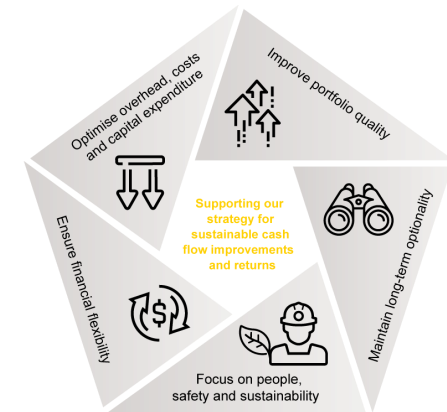 Optimise overhead, costs
and capital expenditure
Improve portfolio quality
Supporting our
strategy for
sustainable cash
flow improvements
and returns
Ensure financial flexibility
$
Maintain long-term optionality
Focus on people,
safety and sustainability